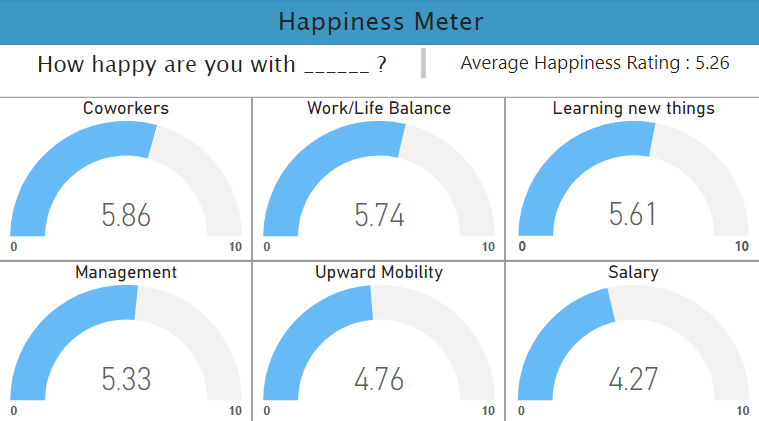 Happiness Meter
How happy are you with ______ ?
Average Happiness Rating : 5.26
Coworkers
5.86
0 10
Work/Life Balance
5.74
0 10
Learning new things
5.61
0 10
Management
5.33
0 10
Upward Mobility
4.76
0 10
Salary
4.27
0 10